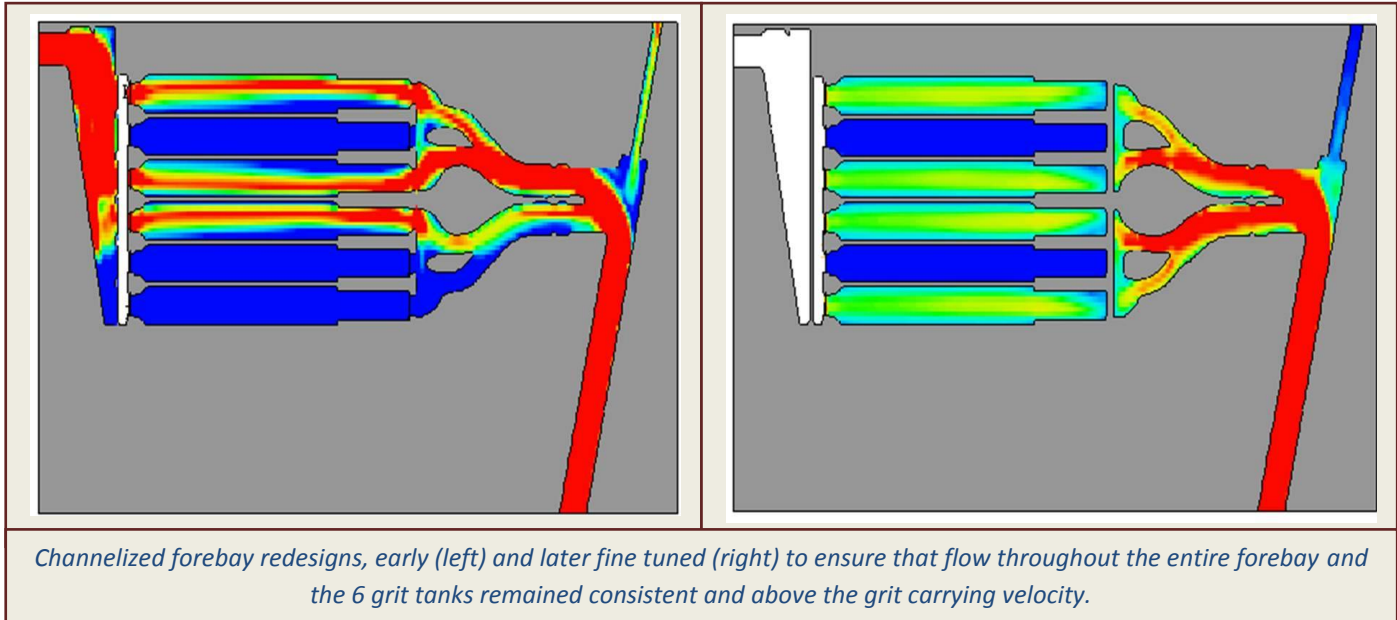 Channelized forebay redesigns, early (left) and later fine tuned (right) to ensure that flow throughout the entire forebay and
the 6 grit tanks remained consistent and above the grit carrying velocity.